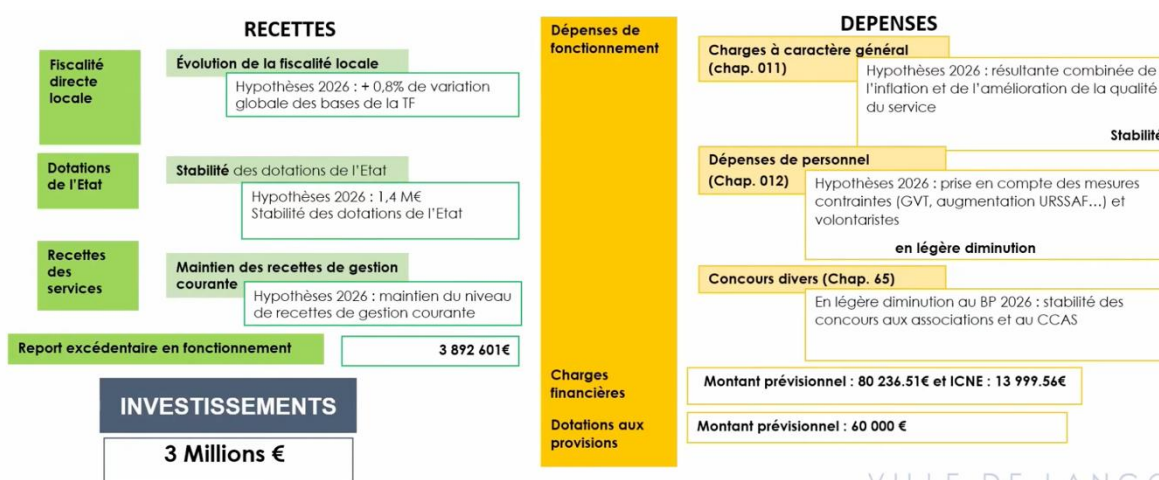 RECETTES
Fiscalité
directe
locale
Évolution de la fiscalité locale
Hypothèses 2026 : + 0,8% de variation
globale des bases de la TF
Dotations
de l'Etat
Stabilité des dotations de l'Etat
Hypothèses 2026 : 1,4 M€
Stabilité des dotations de l'Etat
Recettes
des
services
Maintien des recettes de gestion
courante
Hypothèses 2026 : maintien du niveau
de recettes de gestion courante
Report excédentaire en fonctionnement
3 892 601€
INVESTISSEMENTS
3 Millions €
DEPENSES
Dépenses de
fonctionnement
Charges à caractère général
(chap. 011)
Hypothèses 2026 : résultante combinée de
l'inflation et de l'amélioration de la qualité
du service
Stabilité
Dépenses de personnel
(Chap. 012)
Hypothèses 2026 : prise en compte des mesures
contraintes (GVT, augmentation URSSAF...) et
volontaristes
en légère diminution
Concours divers (Chap. 65)
En légère diminution au BP 2026 : stabilité des
concours aux associations et au CCAS
Charges
financières
Montant prévisionnel : 80 236.51€ et ICNE : 13 999.56€
Dotations aux
provisions
Montant prévisionnel : 60 000 €
VILLE DE LANGO